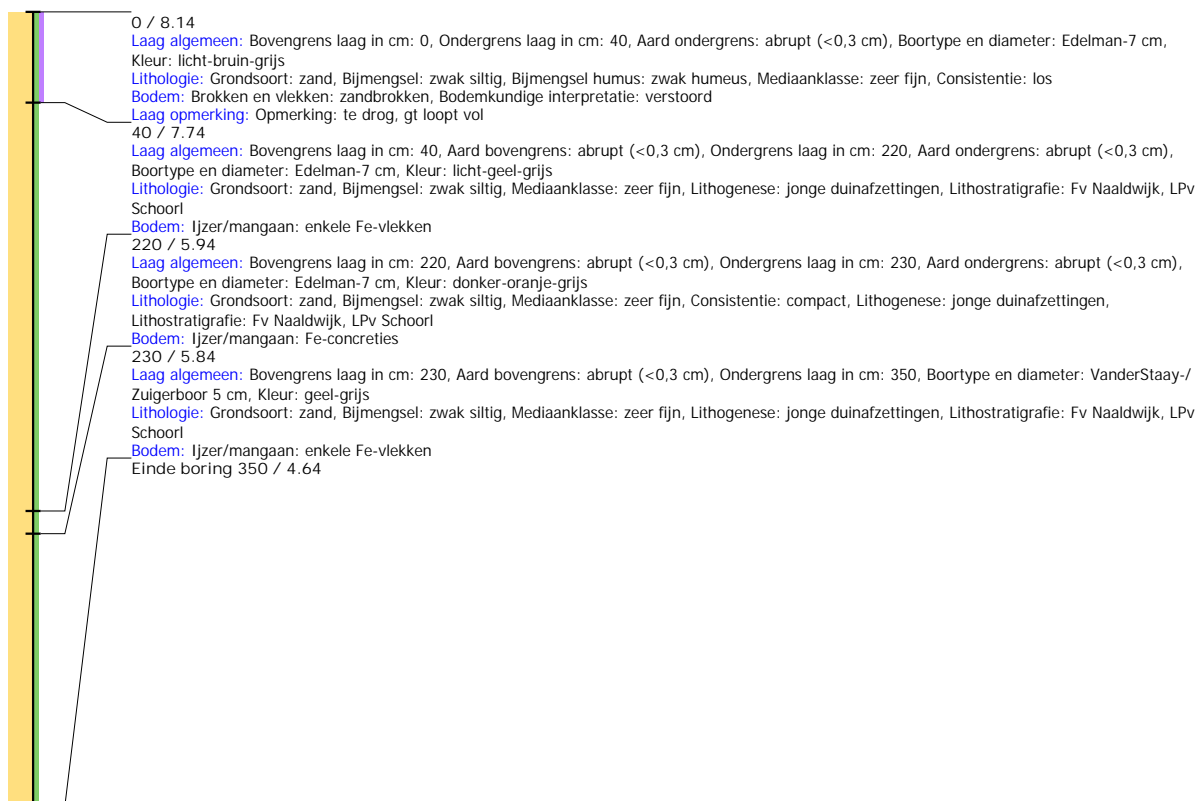 0 / 8.14
Laag algemeen: Bovengrens laag in cm: 0, Ondergrens laag in cm: 40, Aard ondergrens: abrupt (<0,3 cm), Boortype en diameter: Edelman-7 cm,
Kleur: licht-bruin-grijs
Lithologie: Grondsoort: zand, Bijmengsel: zwak siltig, Bijmengsel humus: zwak humeus, Mediaanklasse: zeer fijn, Consistentie: los
Bodem: Brokken en vlekken: zandbrokken, Bodemkundige interpretatie: verstoord
Laag opmerking: Opmerking: te drog, gt loopt vol
40 / 7.74
Laag algemeen: Bovengrens laag in cm: 40, Aard bovengrens: abrupt (<0,3 cm), Ondergrens laag in cm: 220, Aard ondergrens: abrupt (<0,3 cm),
Boortype en diameter: Edelman-7 cm, Kleur: licht-geel-grijs
Lithologie: Grondsoort: zand, Bijmengsel: zwak siltig, Mediaanklasse: zeer fijn, Lithogenese: jonge duinafzettingen, Lithostratigrafie: Fv Naaldwijk, LPv
Schoorl
Bodem: Ijzer/mangaan: enkele Fe-vlekken
220 / 5.94
Laag algemeen: Bovengrens laag in cm: 220, Aard bovengrens: abrupt (<0,3 cm), Ondergrens laag in cm: 230, Aard ondergrens: abrupt (<0,3 cm),
Boortype en diameter: Edelman-7 cm, Kleur: donker-oranje-grijs
Lithologie: Grondsoort: zand, Bijmengsel: zwak siltig, Mediaanklasse: zeer fijn, Consistentie: compact, Lithogenese: jonge duinafzettingen,
Lithostratigrafie: Fv Naaldwijk, LPv Schoorl
Bodem: Ijzer/mangaan: Fe-concreties
230 / 5.84
Laag algemeen: Bovengrens laag in cm: 230, Aard bovengrens: abrupt (<0,3 cm), Ondergrens laag in cm: 350, Boortype en diameter: VanderStaay-/
Zuigerboor 5 cm, Kleur: geel-grijs
Lithologie: Grondsoort: zand, Bijmengsel: zwak siltig, Mediaanklasse: zeer fijn, Lithogenese: jonge duinafzettingen, Lithostratigrafie: Fv Naaldwijk, LPv
Schoorl
Bodem: Ijzer/mangaan: enkele Fe-vlekken
Einde boring 350 / 4.64